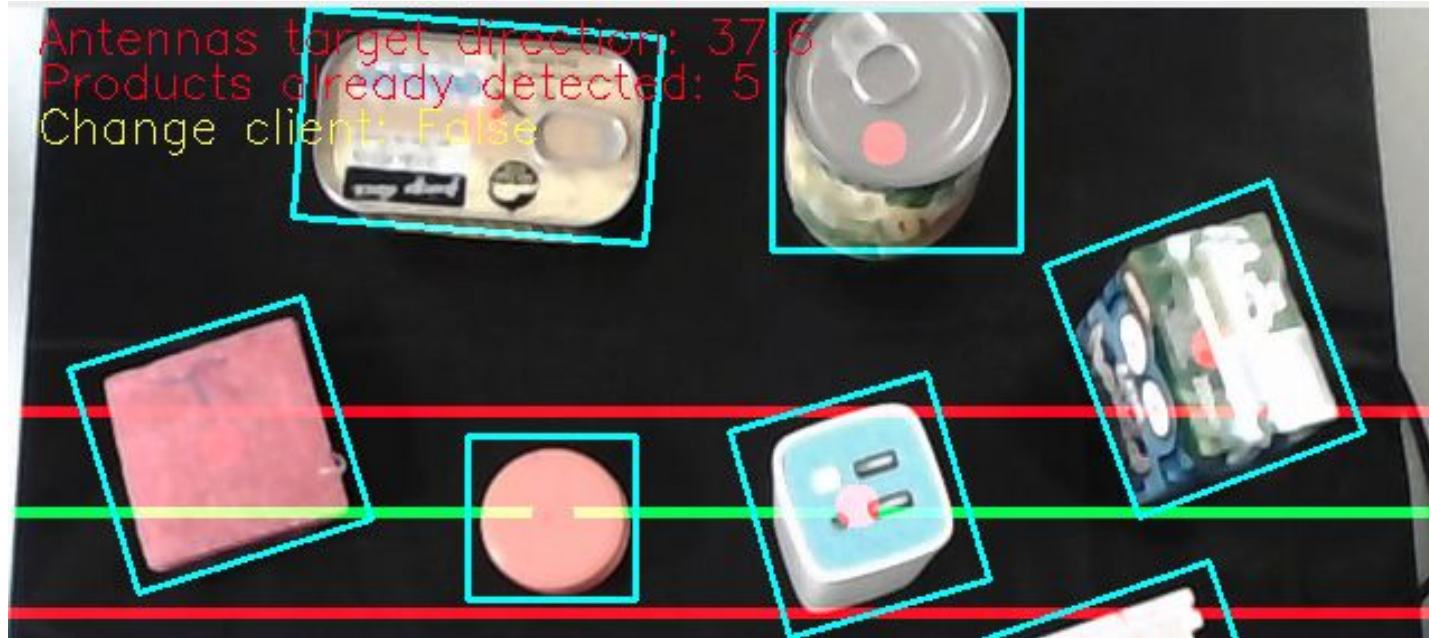 Antennas target direction: 37.6
Products already detected: 5
Change client: False